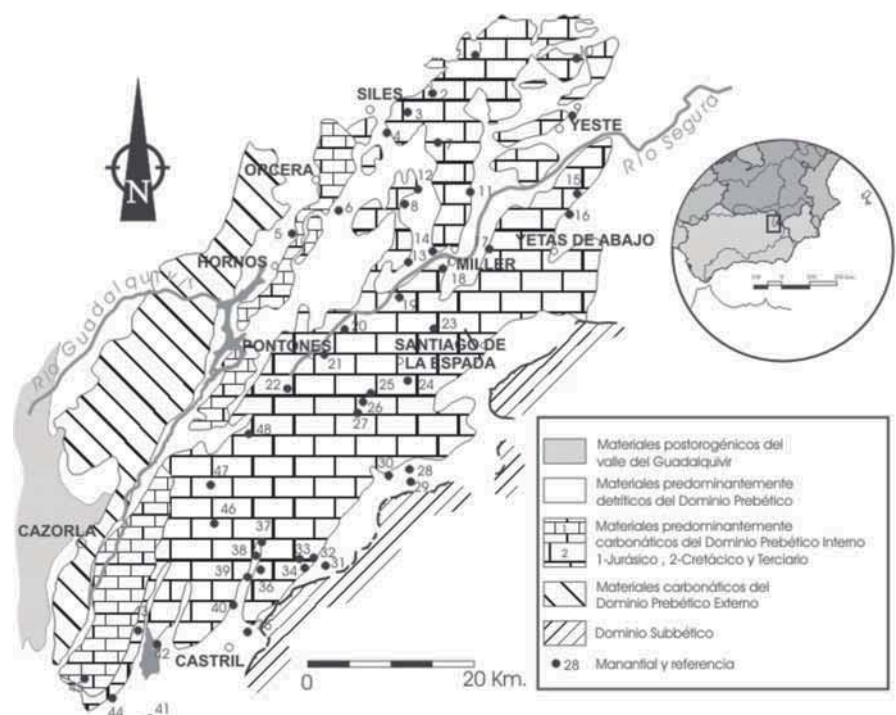 SILES
YESTE
Río Segura
ORCERA
HORNOS
YETAS DE ABAJO
MILLER
Río Guadalquivir
PONTONES
SANTIAGO DE
LA ESPADA
CAZORLA
CASTRIL
N
1
10
2
3
4
9
7
12
11
8
6
5
15
16
14
13
18
19
20
23
21
22
24
25
26
27
48
30
28
29
47
46
37
38
33
32
31
34
39
36
40
41
44
0
20 Km.
Materiales postorogénicos del
valle del Guadalquivir
Materiales predominantemente
detríticos del Dominio Prebético
1
2
Materiales predominantemente
carbonáticos del Dominio Prebético Interno
1-Jurásico , 2-Cretácico y Terciario
Materiales carbonáticos del
Dominio Prebético Externo
Dominio Subbético
28
Manantial y referencia